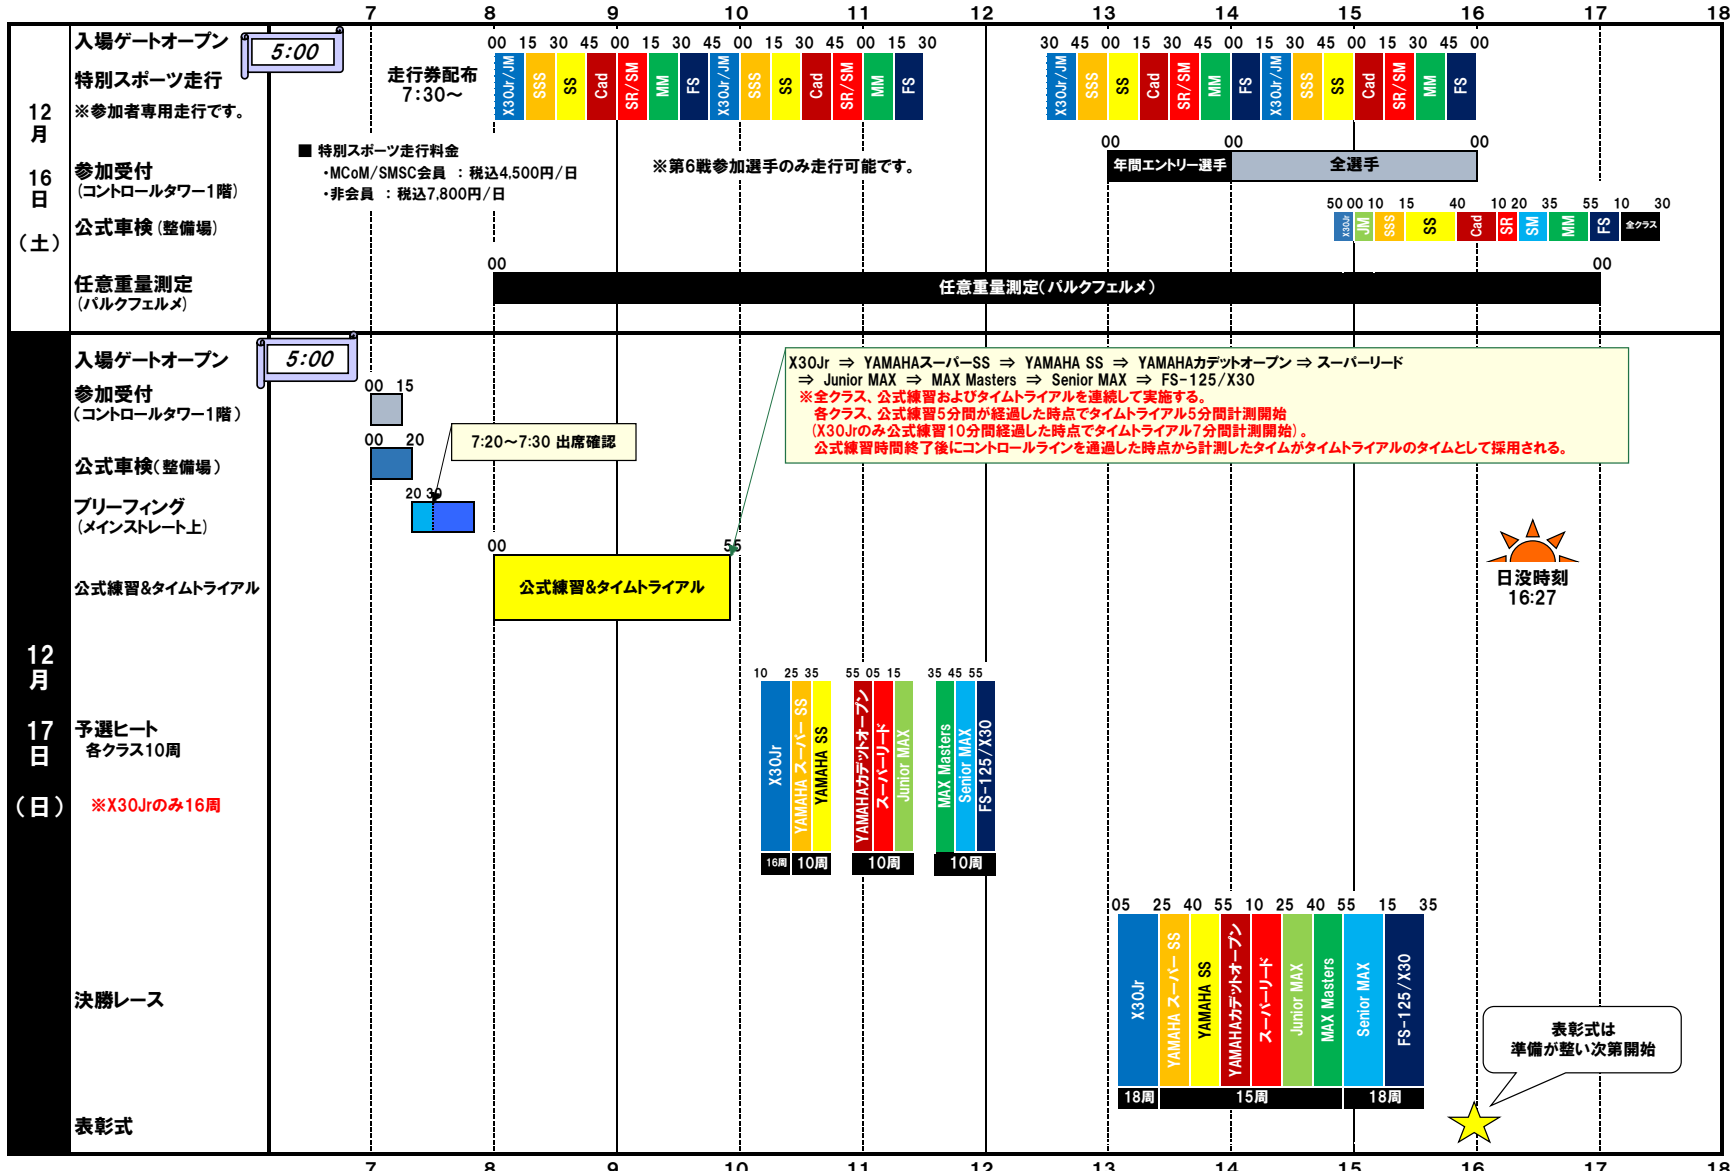 7 8 9 10 11 12 13 14 15 16 17 18
入場ゲートオープン
5:00
00 15 30 45 00 15 30 45 00 15 30 45 00 15 30
30 45 00 15 30 45 00 15 30 45 00 15 30 45 00
特別スポーツ走行
※参加者専用走行です。
走行券配布
7:30～
X30Jr/JM SSS SS Cad SR/SM MM FS X30Jr/JM SSS SS Cad SR/SM MM FS
X30Jr/JM SSS SS Cad SR/SM MM FS X30Jr/JM SSS SS Cad SR/SM MM FS
12
月
16
日
(土)
■ 特別スポーツ走行料金
・MCoM/SMSC会員 ： 税込4,500円/日
・非会員 ： 税込7,800円/日
※第6戦参加選手のみ走行可能です。
参加受付
(コントロールタワー1階)
00 00 00
年間エントリー選手 全選手
公式車検 (整備場)
50 00 10 15 40 10 20 35 55 10 30
X30Jr JM SSS SS Cad SR SM MM FS 全クラス
任意重量測定
(パルクフェルメ)
00 00
任意重量測定(パルクフェルメ)
入場ゲートオープン
5:00
参加受付
(コントロールタワー1階)
00 15
公式車検(整備場)
00 20
7:20～7:30 出席確認
ブリーフィング
(メインストレート上)
20 30
X30Jr ⇒ YAMAHAスーパーSS ⇒ YAMAHA SS ⇒ YAMAHAカデットオープン ⇒ スーパーリード
⇒ Junior MAX ⇒ MAX Masters ⇒ Senior MAX ⇒ FS-125/X30
※全クラス、公式練習およびタイムトライアルを連続して実施する。
各クラス、公式練習5分間が経過した時点でタイムトライアル5分間計測開始
(X30Jrのみ公式練習10分間経過した時点でタイムトライアル7分間計測開始)。
公式練習時間終了後にコントロールラインを通過した時点から計測したタイムがタイムトライアルのタイムとして採用される。
公式練習&タイムトライアル
00 55
公式練習&タイムトライアル
日没時刻
16:27
12
月
17
日
(日)
予選ヒート
各クラス10周
※X30Jrのみ16周
10 25 35 55 05 15 35 45 55
X30Jr YAMAHA スーパー SS YAMAHA SS YAMAHAカデットオープン スーパーリード Junior MAX MAX Masters Senior MAX FS-125/X30
16周 10周 10周 10周
決勝レース
05 25 40 55 10 25 40 55 15 35
X30Jr YAMAHA スーパー SS YAMAHA SS YAMAHAカデットオープン スーパーリード Junior MAX MAX Masters Senior MAX FS-125/X30
18周 15周 18周
表彰式
表彰式は
準備が整い次第開始
7 8 9 10 11 12 13 14 15 16 17 18